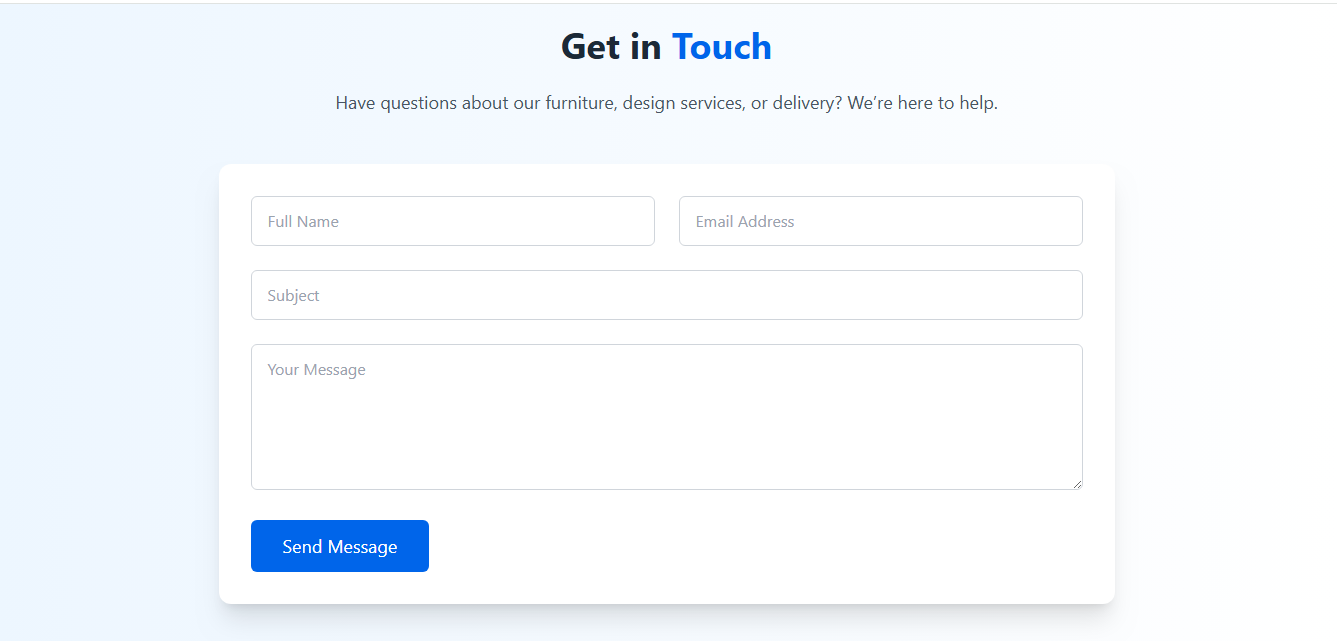 Get in Touch
Have questions about our furniture, design services, or delivery? We’re here to help.
Full Name
Email Address
Subject
Your Message
Send Message